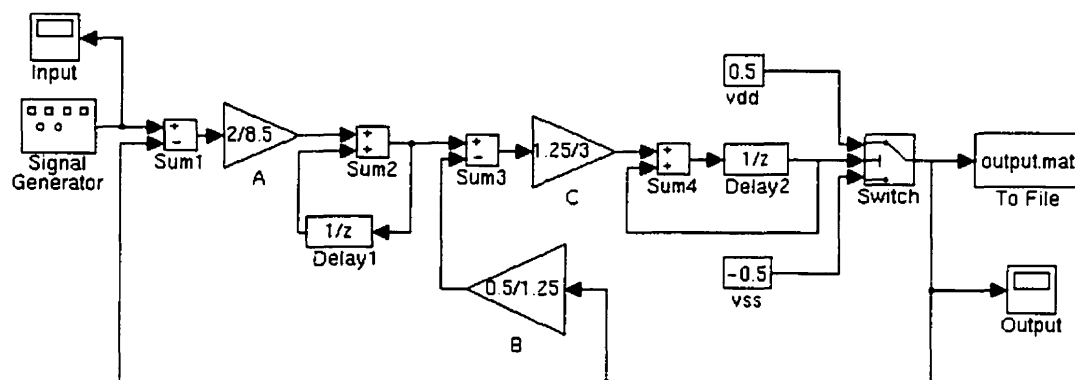 Input
Signal
Generator
+
-
Sum1
2/8.5
A
+
+
Sum2
1/z
Delay1
+
-
Sum3
1.25/3
C
0.5/1.25
B
+
+
Sum4
1/z
Delay2
0.5
vdd
-0.5
vss
Switch
output.mat
To File
Output